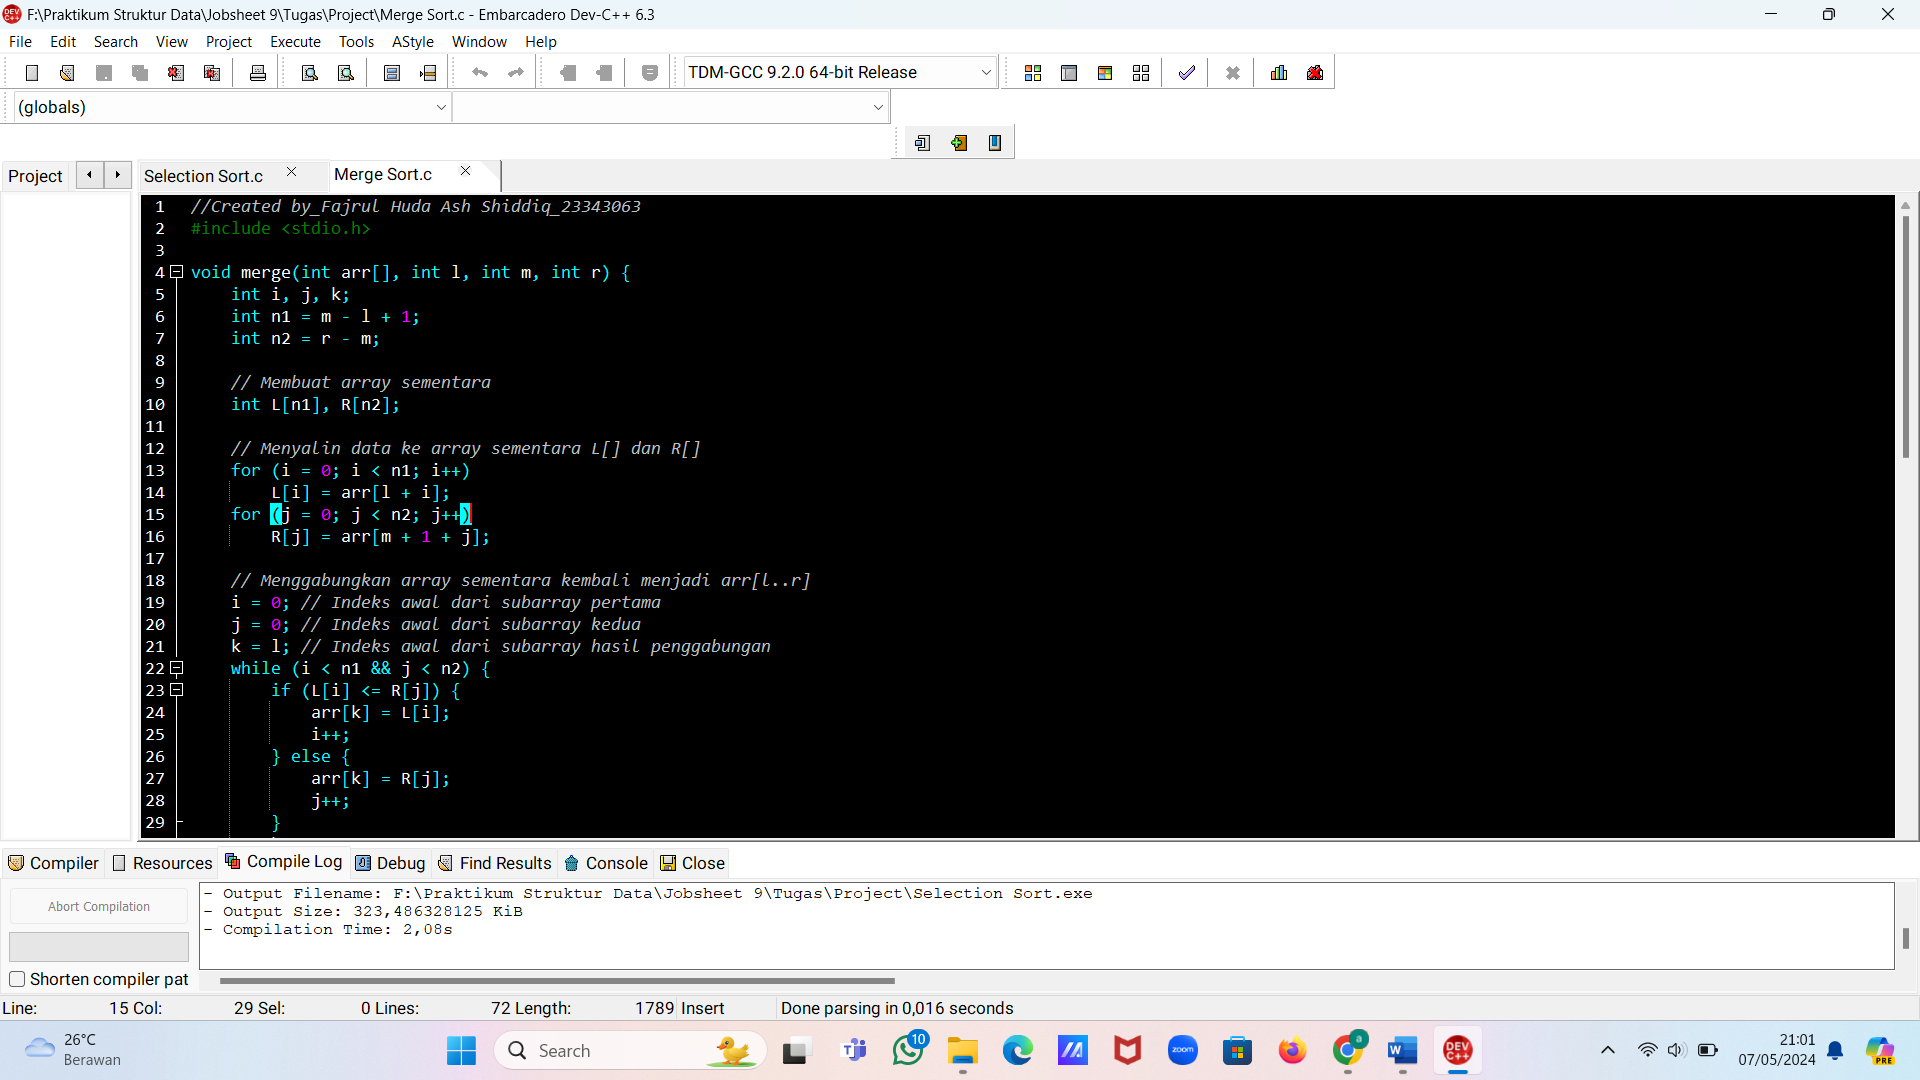 F:\Praktikum Struktur Data\Jobsheet 9\Tugas\Project\Merge Sort.c - Embarcadero Dev-C++ 6.3
File Edit Search View Project Execute Tools AStyle Window Help
TDM-GCC 9.2.0 64-bit Release
(globals)
Project Selection Sort.c Merge Sort.c
1 //Created by_Fajrul Huda Ash Shiddiq_23343063
2 #include <stdio.h>
3
4 void merge(int arr[], int l, int m, int r) {
5 int i, j, k;
6 int n1 = m - l + 1;
7 int n2 = r - m;
8
9 // Membuat array sementara
10 int L[n1], R[n2];
11
12 // Menyalin data ke array sementara L[] dan R[]
13 for (i = 0; i < n1; i++)
14 L[i] = arr[l + i];
15 for (j = 0; j < n2; j++)
16 R[j] = arr[m + 1 + j];
17
18 // Menggabungkan array sementara kembali menjadi arr[l..r]
19 i = 0; // Indeks awal dari subarray pertama
20 j = 0; // Indeks awal dari subarray kedua
21 k = l; // Indeks awal dari subarray hasil penggabungan
22 while (i < n1 && j < n2) {
23 if (L[i] <= R[j]) {
24 arr[k] = L[i];
25 i++;
26 } else {
27 arr[k] = R[j];
28 j++;
29 }
Compiler Resources Compile Log Debug Find Results Console Close
Abort Compilation
- Output Filename: F:\Praktikum Struktur Data\Jobsheet 9\Tugas\Project\Selection Sort.exe
- Output Size: 323,486328125 KiB
- Compilation Time: 2,08s
Shorten compiler pat
Line: 15 Col: 29 Sel: 0 Lines: 72 Length: 1789 Insert Done parsing in 0,016 seconds
26°C
Berawan
Search
10
zoom
a
DEV C++
21:01
07/05/2024
PRE